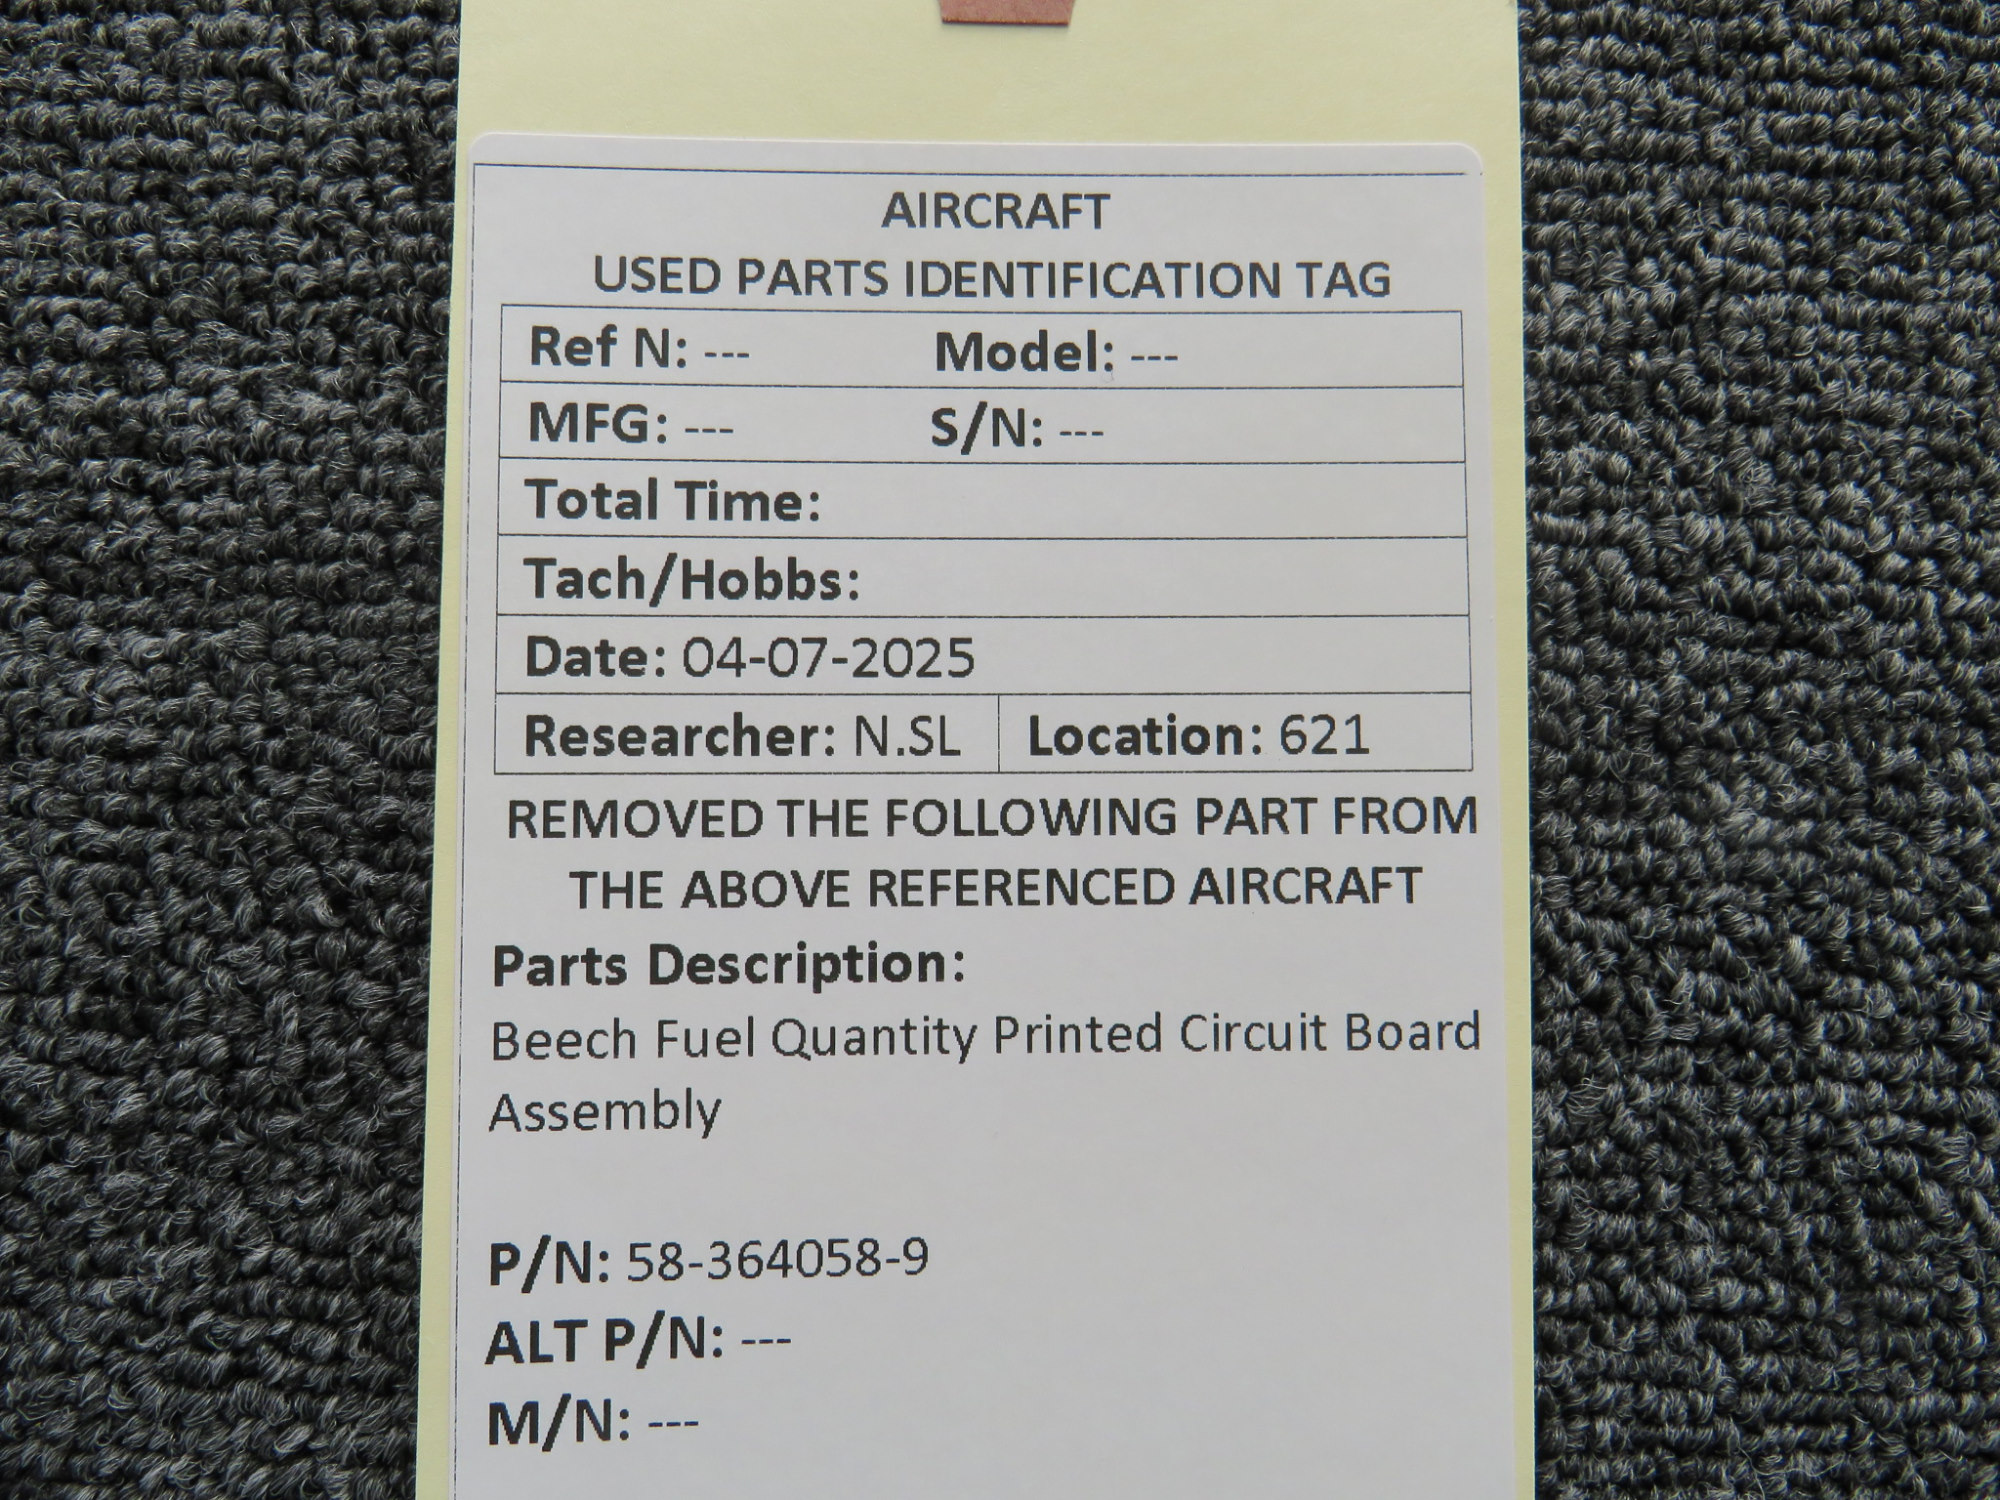 AIRCRAFT
USED PARTS IDENTIFICATION TAG
Ref N: --- Model: ---
MFG: --- S/N: ---
Total Time:
Tach/Hobbs:
Date: 04-07-2025
Researcher: N.SL Location: 621
REMOVED THE FOLLOWING PART FROM
THE ABOVE REFERENCED AIRCRAFT
Parts Description:
Beech Fuel Quantity Printed Circuit Board
Assembly
P/N: 58-364058-9
ALT P/N: ---
M/N: ---